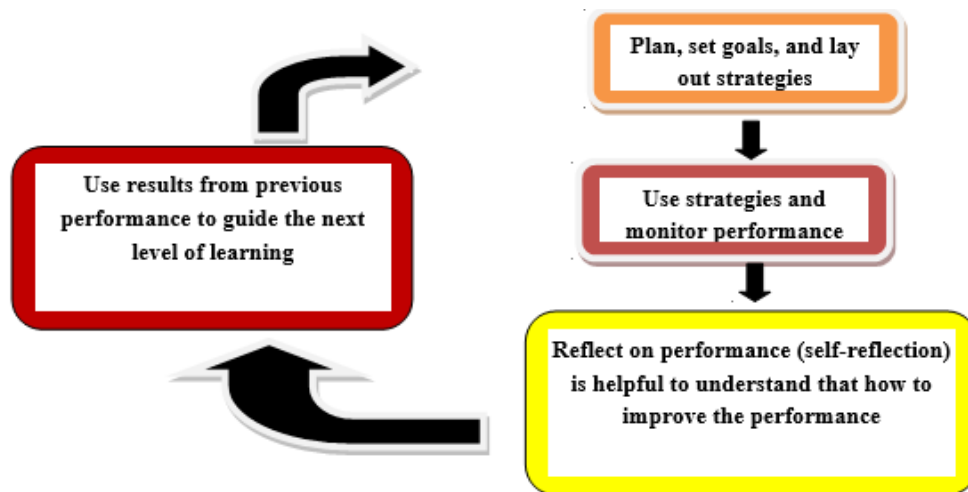 Plan, set goals, and lay
out strategies
Use strategies and
monitor performance
Reflect on performance (self-reflection)
is helpful to understand that how to
improve the performance
Use results from previous
performance to guide the next
level of learning